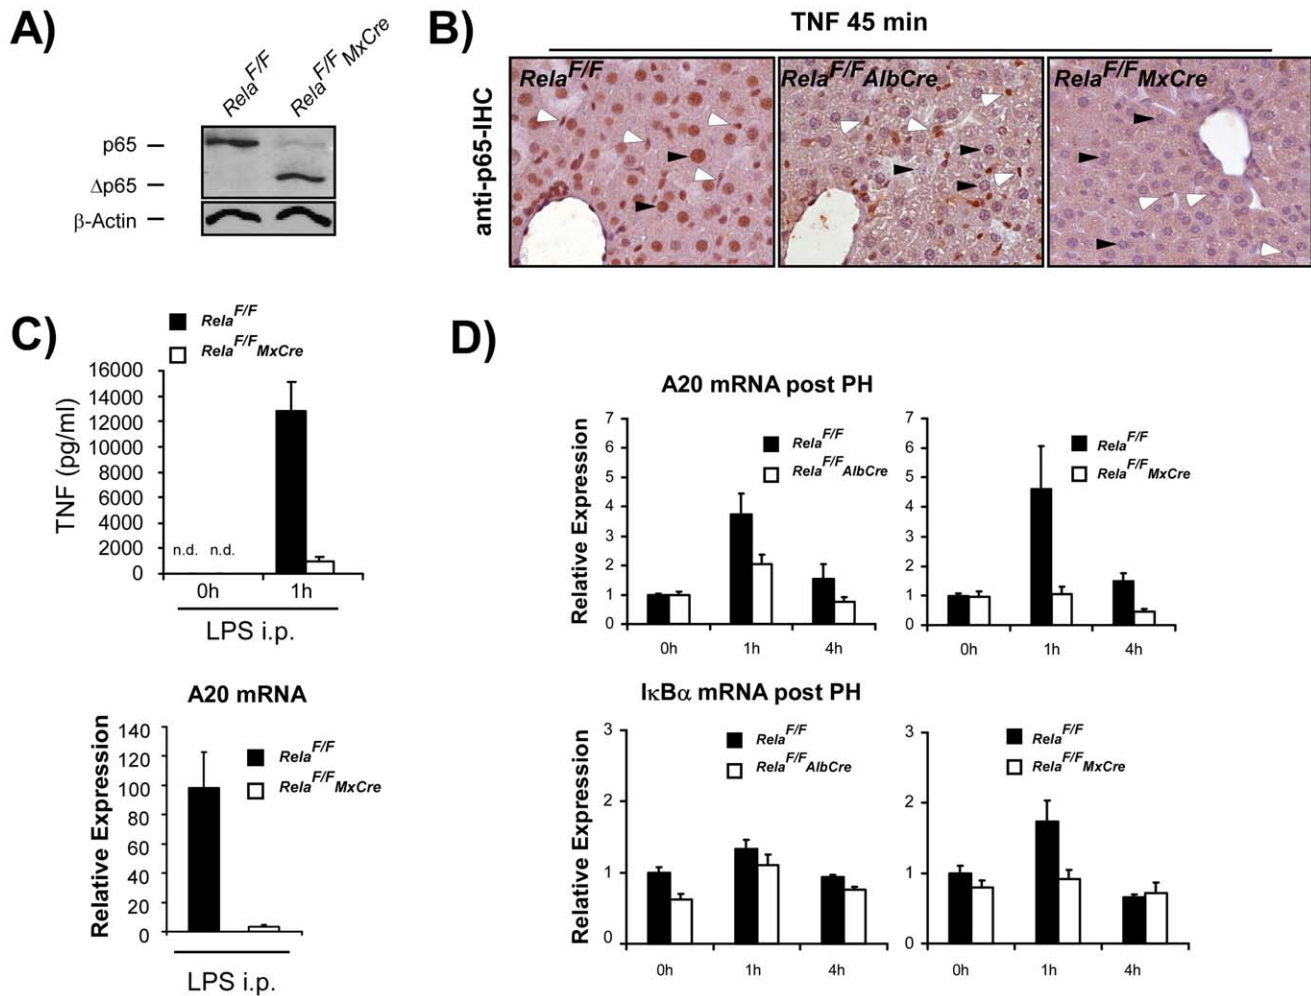 A)
Rela^F/F
Rela^F/F MxCre
p65
Δp65
β-Actin
B)
TNF 45 min
anti-p65-IHC
Rela^F/F
Rela^F/F AlbCre
Rela^F/F MxCre
C)
Rela^F/F
Rela^F/F MxCre
TNF (pg/ml)
16000
14000
12000
10000
8000
6000
4000
2000
0
n.d. n.d.
0h 1h
LPS i.p.
A20 mRNA
Relative Expression
140
120
100
80
60
40
20
0
Rela^F/F
Rela^F/F MxCre
LPS i.p.
D)
A20 mRNA post PH
Relative Expression
7
6
5
4
3
2
1
0
Rela^F/F
Rela^F/F AlbCre
0h 1h 4h
7
6
5
4
3
2
1
0
Rela^F/F
Rela^F/F MxCre
0h 1h 4h
IκBα mRNA post PH
Relative Expression
3
2
1
0
Rela^F/F
Rela^F/F AlbCre
0h 1h 4h
3
2
1
0
Rela^F/F
Rela^F/F MxCre
0h 1h 4h